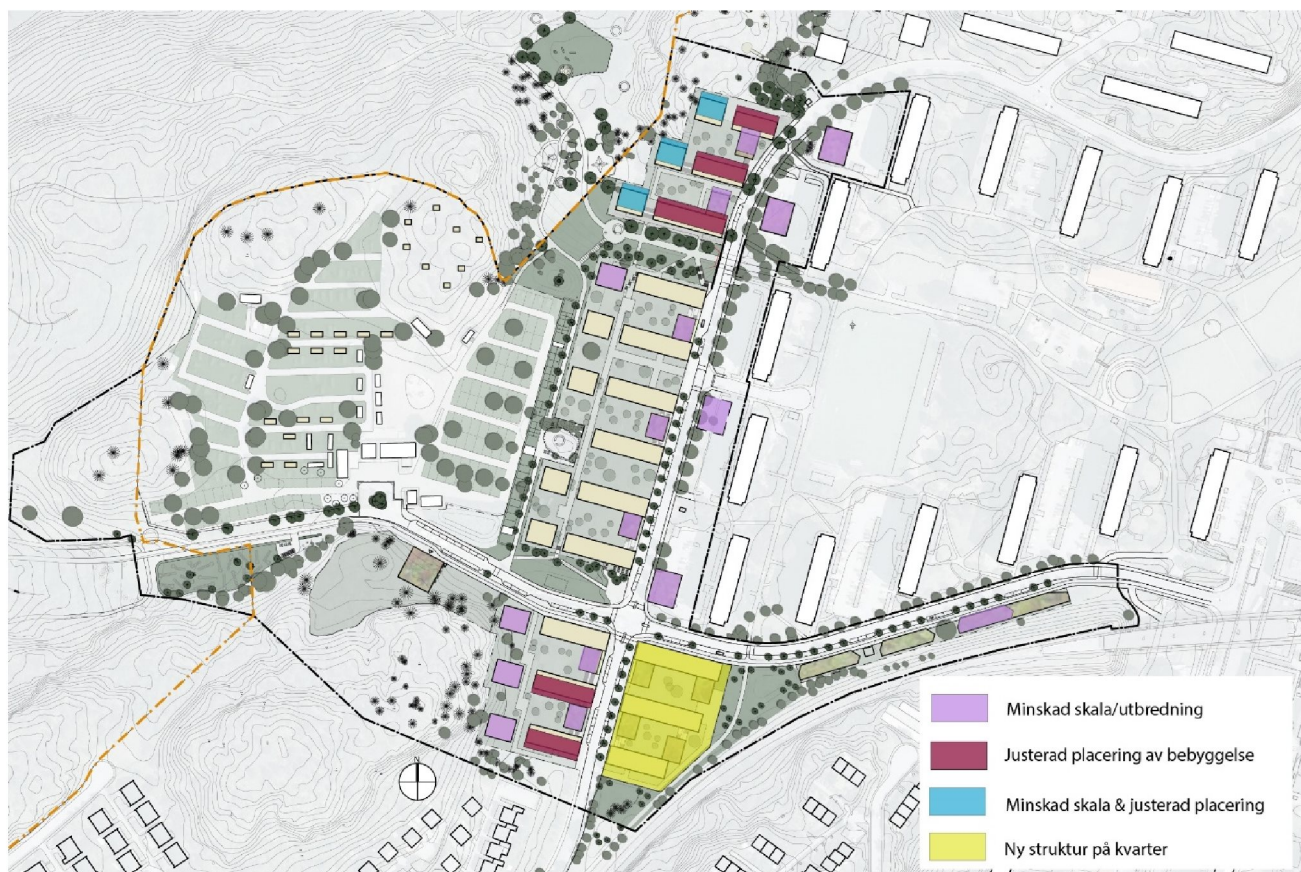 N
Minskad skala/utbredning
Justerad placering av bebyggelse
Minskad skala & justerad placering
Ny struktur på kvarter